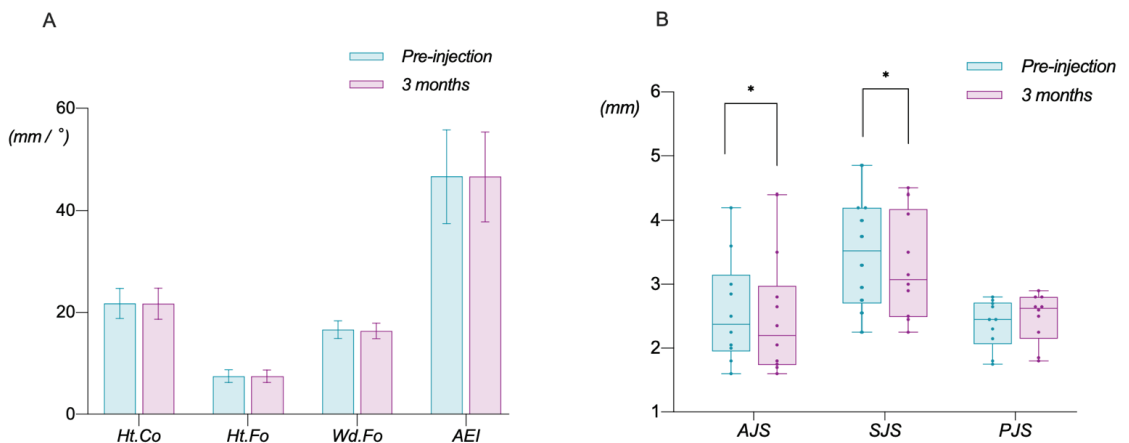 A
Pre-injection
3 months
60
(mm / °)
40
20
0
Ht.Co Ht.Fo Wd.Fo AEI
B
Pre-injection
3 months
6
(mm)
*
*
5
4
3
2
1
AJS SJS PJS